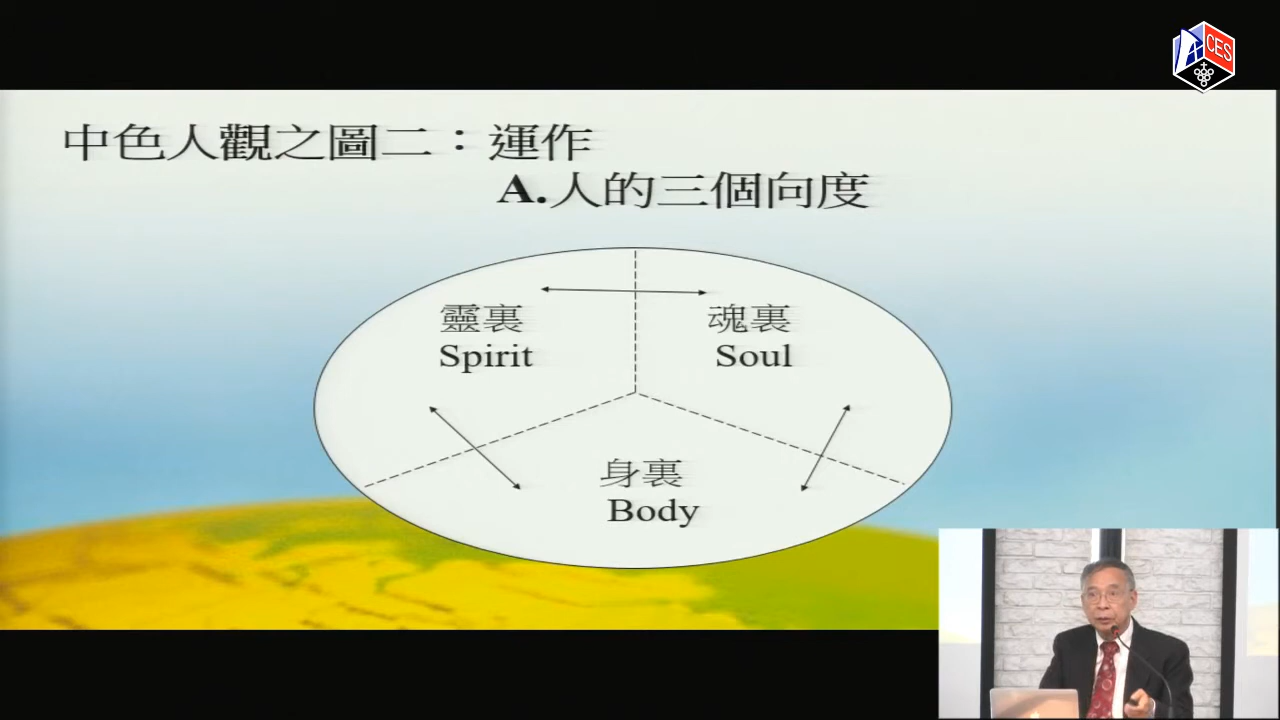 中色人觀之圖二：運作
A.人的三個向度
靈裏
Spirit
魂裏
Soul
身裏
Body
ACES